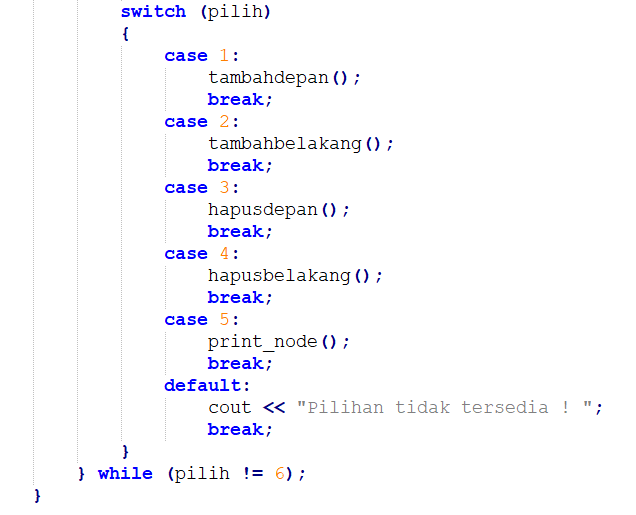 switch (pilih)
{
case 1:
tambahdepan();
break;
case 2:
tambahbelakang();
break;
case 3:
hapusdepan();
break;
case 4:
hapusbelakang();
break;
case 5:
print_node();
break;
default:
cout << "Pilihan tidak tersedia ! ";
break;
}
} while (pilih != 6);
}